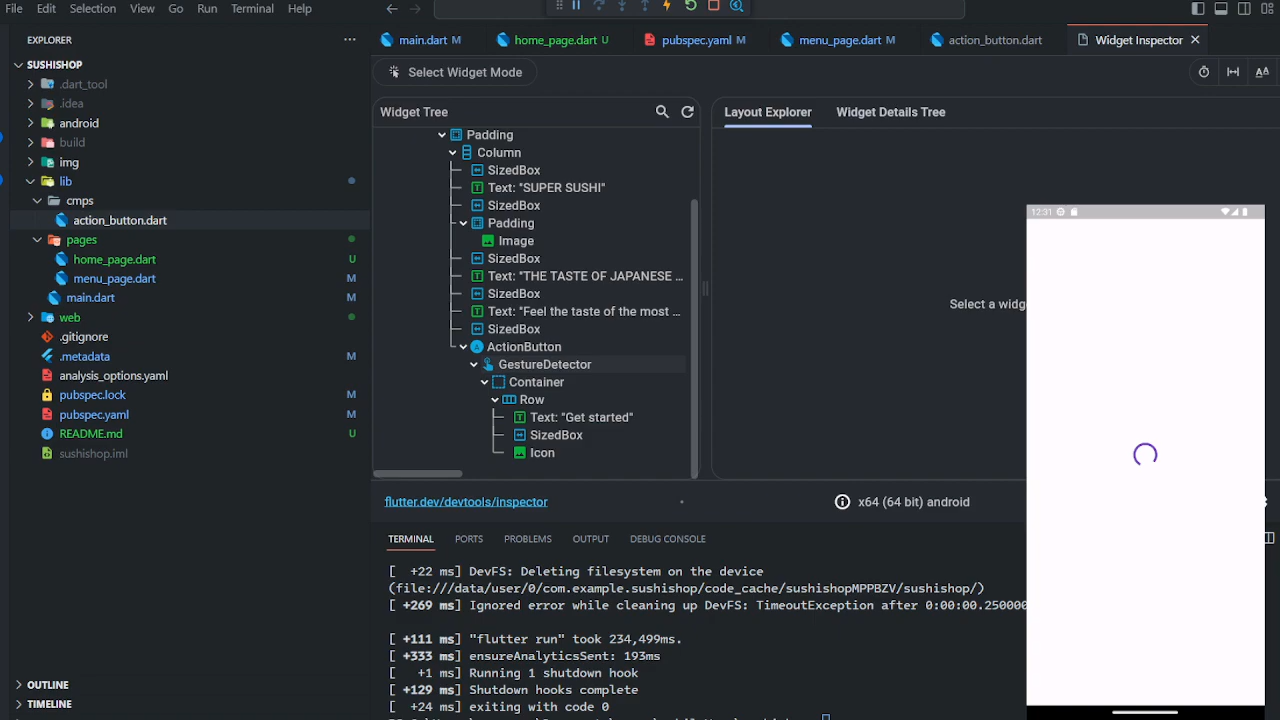 File Edit Selection View Go Run Terminal Help
EXPLORER
SUSHISHOP
.dart_tool
.idea
android
build
img
lib
cmps
action_button.dart
pages
home_page.dart U
menu_page.dart M
main.dart M
web
.gitignore
.metadata M
analysis_options.yaml
pubspec.lock M
pubspec.yaml M
README.md U
sushishop.iml
OUTLINE
TIMELINE
main.dart M home_page.dart U pubspec.yaml M menu_page.dart M action_button.dart Widget Inspector
Select Widget Mode
Widget Tree
Padding
Column
SizedBox
Text: "SUPER SUSHI"
SizedBox
Padding
Image
SizedBox
Text: "THE TASTE OF JAPANESE ...
SizedBox
Text: "Feel the taste of the most ...
SizedBox
ActionButton
GestureDetector
Container
Row
Text: "Get started"
SizedBox
Icon
Layout Explorer Widget Details Tree
Select a widg
flutter.dev/devtools/inspector • x64 (64 bit) android
TERMINAL PORTS PROBLEMS OUTPUT DEBUG CONSOLE
[ +22 ms] DevFS: Deleting filesystem on the device
(file:///data/user/0/com.example.sushishop/code_cache/sushishopMPPBZV/sushishop/)
[ +269 ms] Ignored error while cleaning up DevFS: TimeoutException after 0:00:00.250000
[ +111 ms] "flutter run" took 234,499ms.
[ +333 ms] ensureAnalyticsSent: 193ms
[ +1 ms] Running 1 shutdown hook
[ +129 ms] Shutdown hooks complete
[ +24 ms] exiting with code 0
12:31